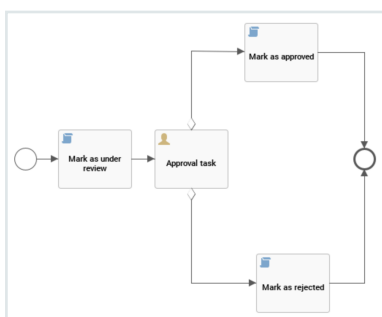 Mark as approved
Mark as under
review
Approval task
Mark as rejected